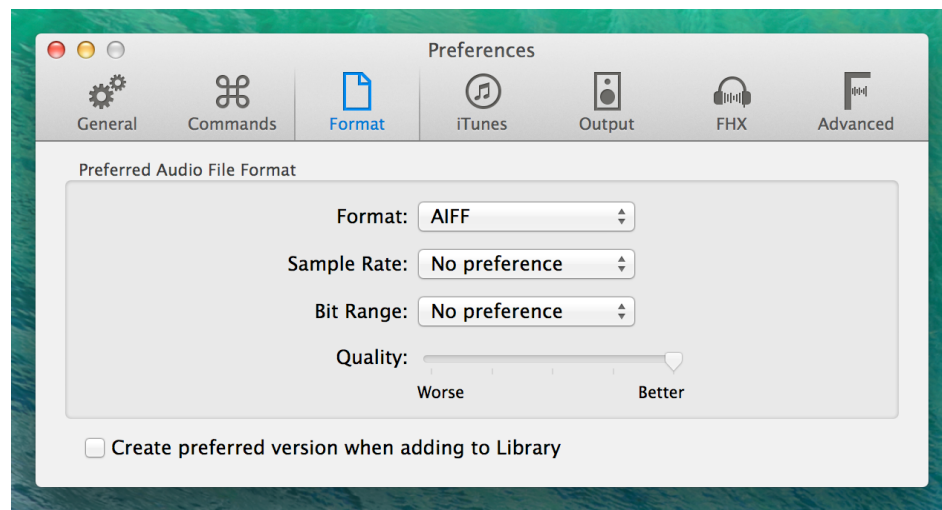 Preferences
General Commands Format iTunes Output FHX Advanced
Preferred Audio File Format
Format: AIFF
Sample Rate: No preference
Bit Range: No preference
Quality:
Worse Better
Create preferred version when adding to Library